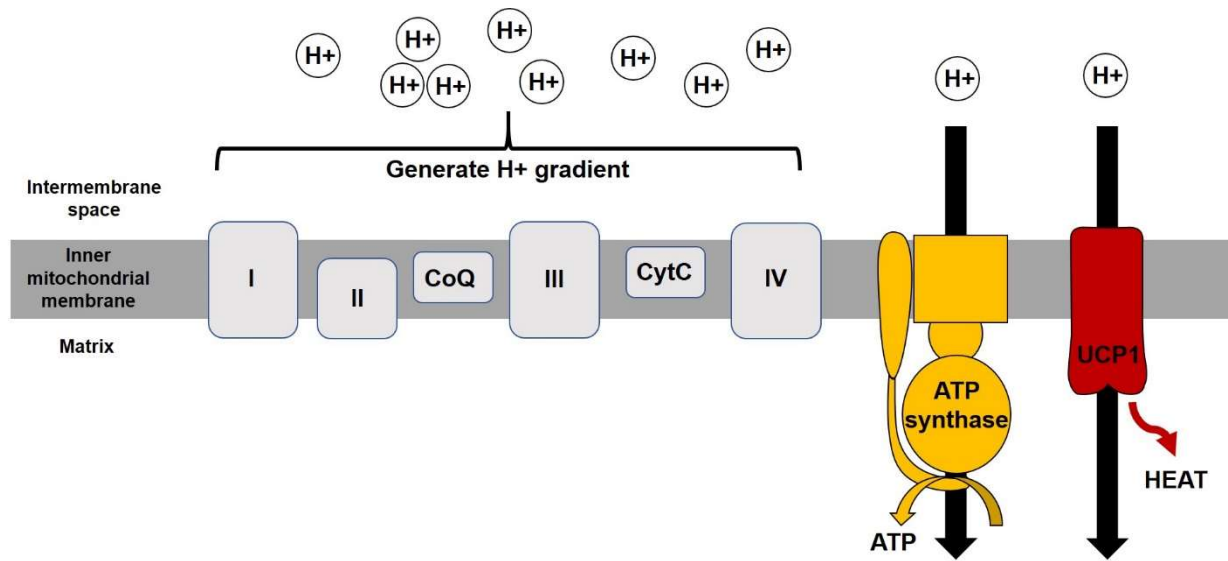 H+
H+
H+
H+
H+
H+
H+
H+
H+
H+
H+
Generate H+ gradient
Intermembrane
space
Inner
mitochondrial
membrane
Matrix
I
II
CoQ
III
CytC
IV
ATP
synthase
ATP
UCP1
HEAT